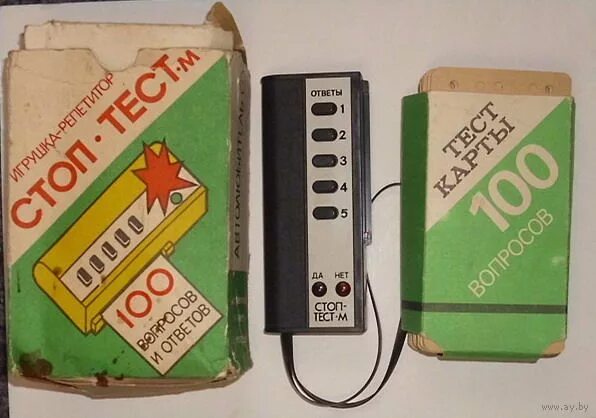 ИГРУШКА-РЕПЕТИТОР
СТОП·ТЕСТ·М
100
ВОПРОСОВ
И ОТВЕТОВ
АВТОЛЮБИТЕЛЬ
ОТВЕТЫ
1
2
3
4
5
ДА НЕТ
СТОП-
ТЕСТ·М
ТЕСТ
КАРТЫ
100
ВОПРОСОВ
www.ay.by